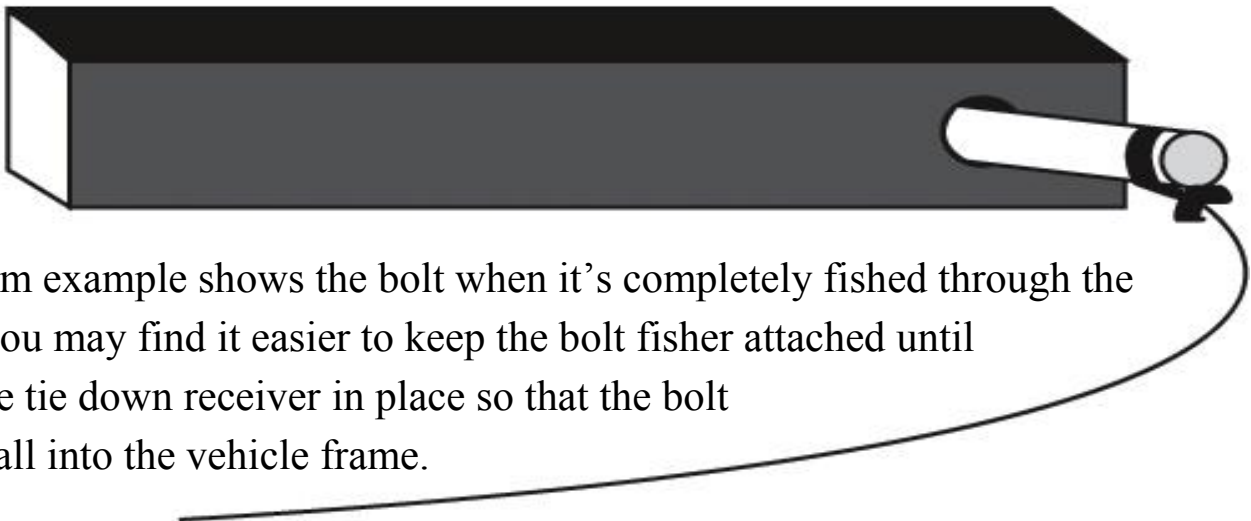 m example shows the bolt when it’s completely fished through the
ou may find it easier to keep the bolt fisher attached until
e tie down receiver in place so that the bolt
all into the vehicle frame.